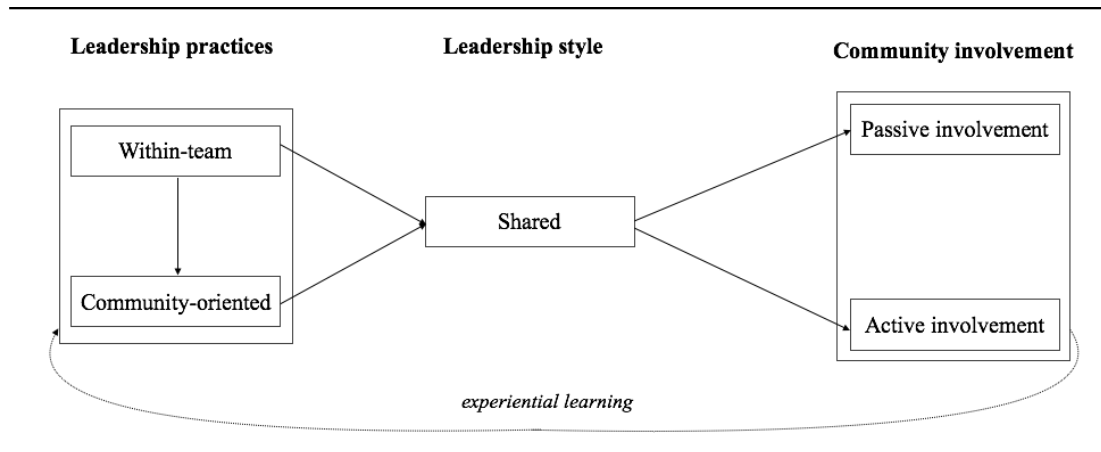 Leadership practices
Leadership style
Community involvement
Within-team
Passive involvement
Shared
Community-oriented
Active involvement
experiential learning